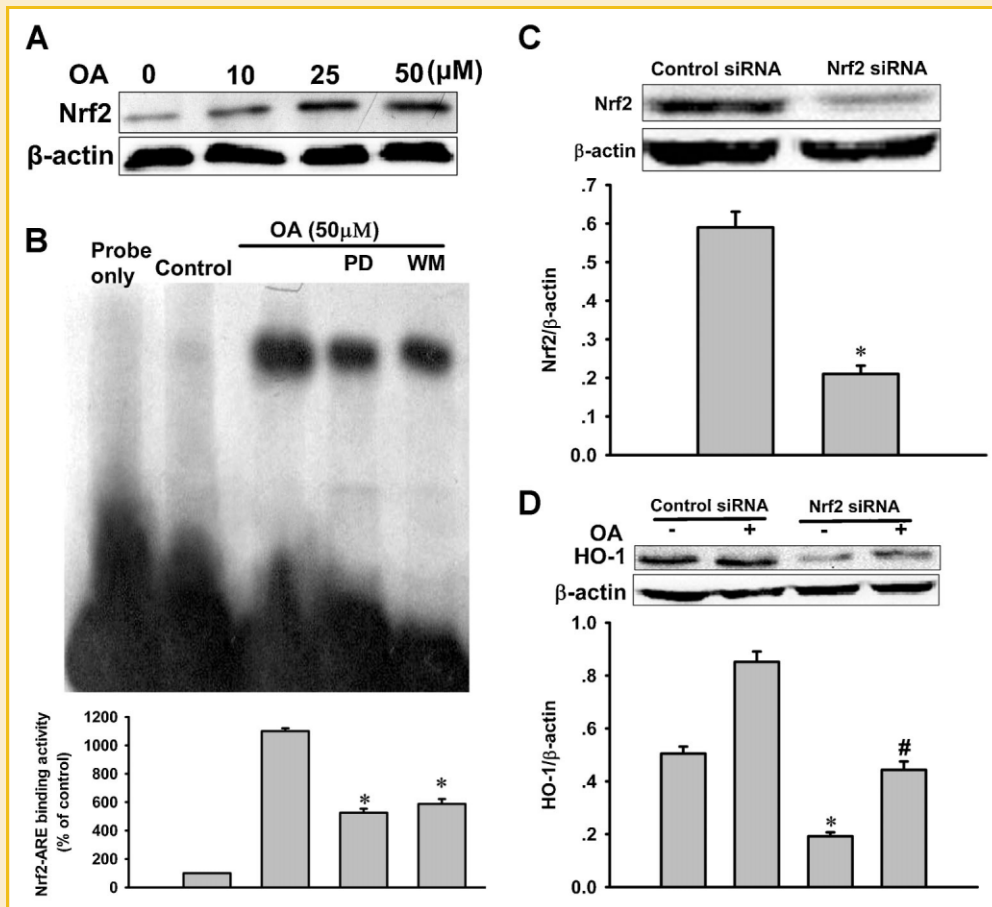 A
OA 0 10 25 50 (μM)
Nrf2
β-actin
B
OA (50μM)
Probe only Control PD WM
Nrf2-ARE binding activity
(% of control)
1200
1000
800
600
400
200
0
* *
C
Control siRNA Nrf2 siRNA
Nrf2
β-actin
Nrf2/β-actin
.7
.6
.5
.4
.3
.2
.1
0.0
*
D
Control siRNA Nrf2 siRNA
OA - + - +
HO-1
β-actin
HO-1/β-actin
1.0
.8
.6
.4
.2
0.0
* #